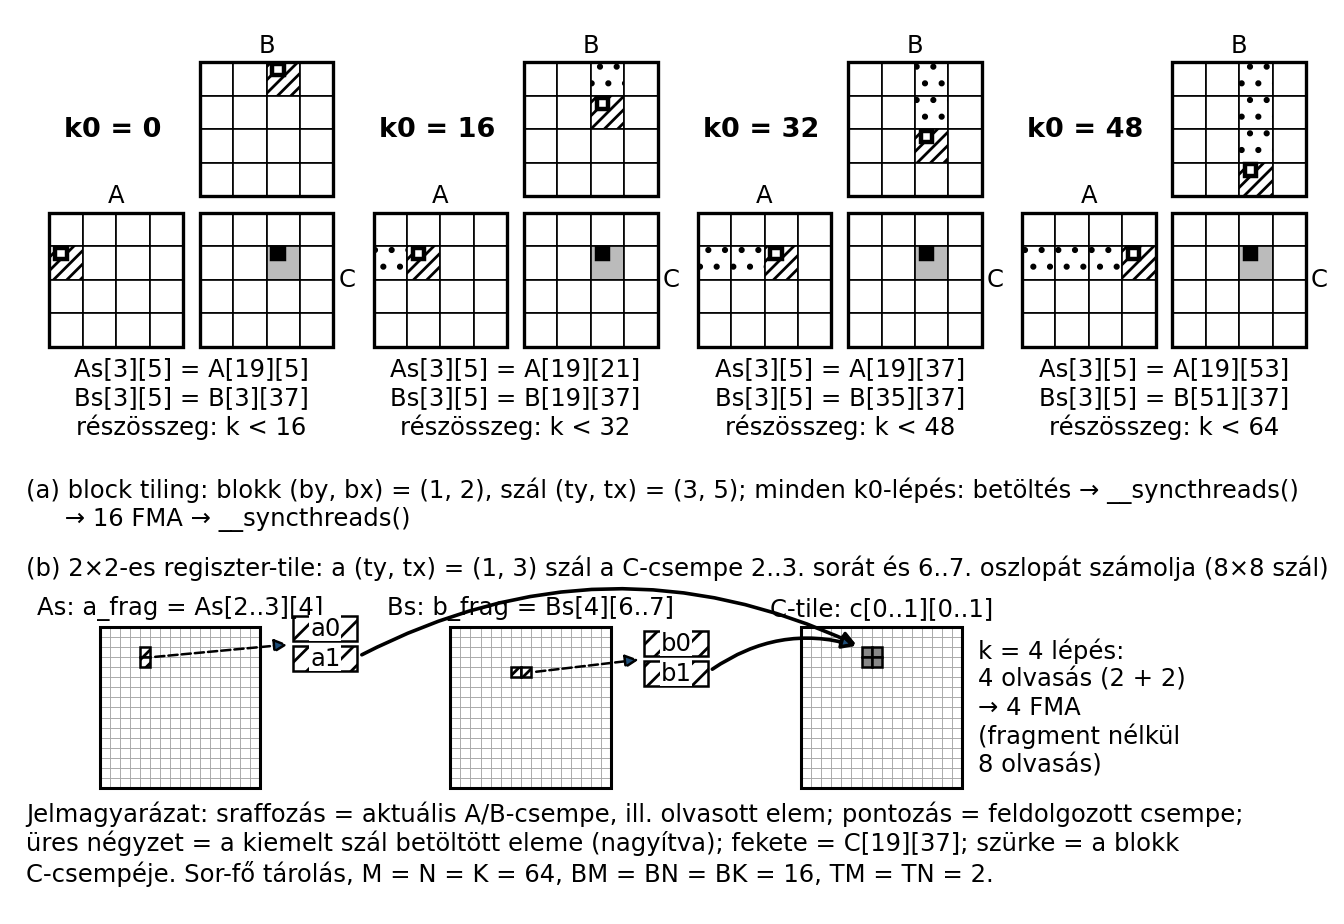 B
B
B
B
k0 = 0
k0 = 16
k0 = 32
k0 = 48
A
A
A
A
C
C
C
C
As[3][5] = A[19][5]
Bs[3][5] = B[3][37]
részösszeg: k < 16
As[3][5] = A[19][21]
Bs[3][5] = B[19][37]
részösszeg: k < 32
As[3][5] = A[19][37]
Bs[3][5] = B[35][37]
részösszeg: k < 48
As[3][5] = A[19][53]
Bs[3][5] = B[51][37]
részösszeg: k < 64
(a) block tiling: blokk (by, bx) = (1, 2), szál (ty, tx) = (3, 5); minden k0-lépés: betöltés → __syncthreads()
→ 16 FMA → __syncthreads()
(b) 2×2-es regiszter-tile: a (ty, tx) = (1, 3) szál a C-csempe 2..3. sorát és 6..7. oszlopát számolja (8×8 szál)
As: a_frag = As[2..3][4]
Bs: b_frag = Bs[4][6..7]
C-tile: c[0..1][0..1]
a0
a1
b0
b1
k = 4 lépés:
4 olvasás (2 + 2)
→ 4 FMA
(fragment nélkül
8 olvasás)
Jelmagyarázat: sraffozás = aktuális A/B-csempe, ill. olvasott elem; pontozás = feldolgozott csempe;
üres négyzet = a kiemelt szál betöltött eleme (nagyítva); fekete = C[19][37]; szürke = a blokk
C-csempéje. Sor-fő tárolás, M = N = K = 64, BM = BN = BK = 16, TM = TN = 2.